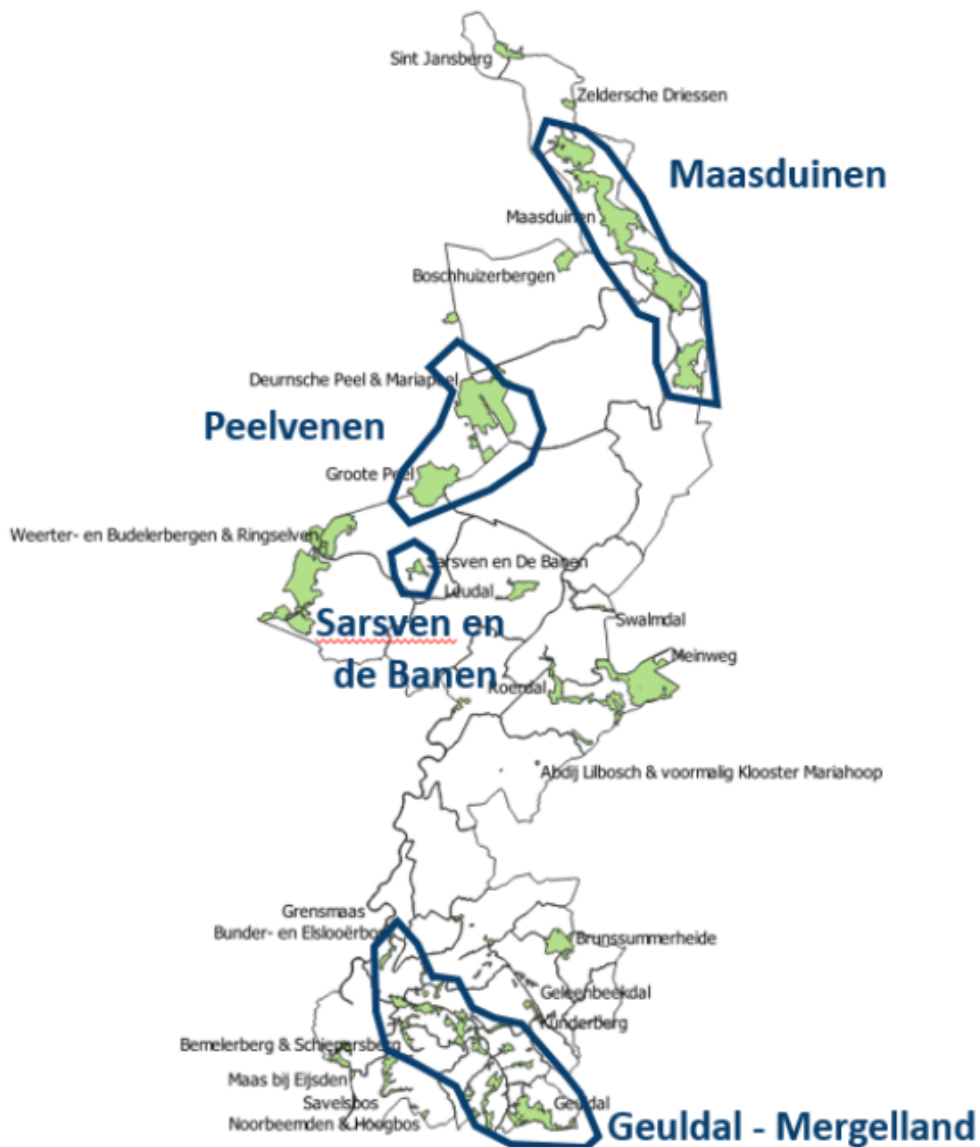 Sint Jansberg
Zeldersche Driessen
Maasduinen
Maasduinen
Boschhuizerbergen
Deurnsche Peel & Mariapeel
Peelvenen
Groote Peel
Weerter- en Budelerbergen & Ringselven
Sarsven en De Banen
Leudal
Sarsven en
de Banen
Swalmdal
Meinweg
Roerdal
Abdij Lilbosch & voormalig Klooster Mariahoop
Grensmaas
Bunder- en Elslooërbos
Brunssummerheide
Geleenbeekdal
Kunderberg
Bemelerberg & Schiepersberg
Maas bij Eijsden
Savelsbos
Geuldal
Noorbeemden & Hoogbos
Geuldal - Mergelland